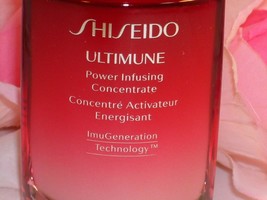 SHISEIDO
ULTIMUNE
Power Infusing
Concentrate
Concentré Activateur
Energisant
ImuGeneration
Technology™